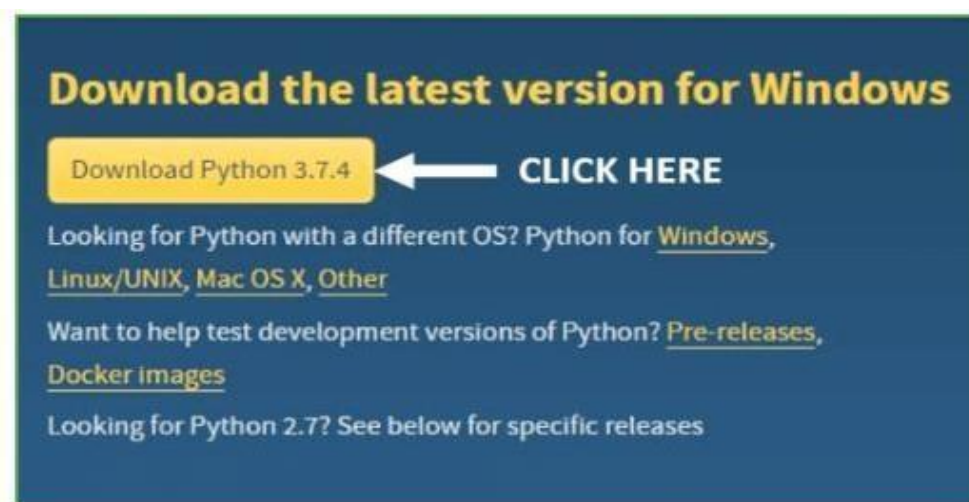 Download the latest version for Windows
Download Python 3.7.4 CLICK HERE
Looking for Python with a different OS? Python for Windows,
Linux/UNIX, Mac OS X, Other
Want to help test development versions of Python? Pre-releases,
Docker images
Looking for Python 2.7? See below for specific releases